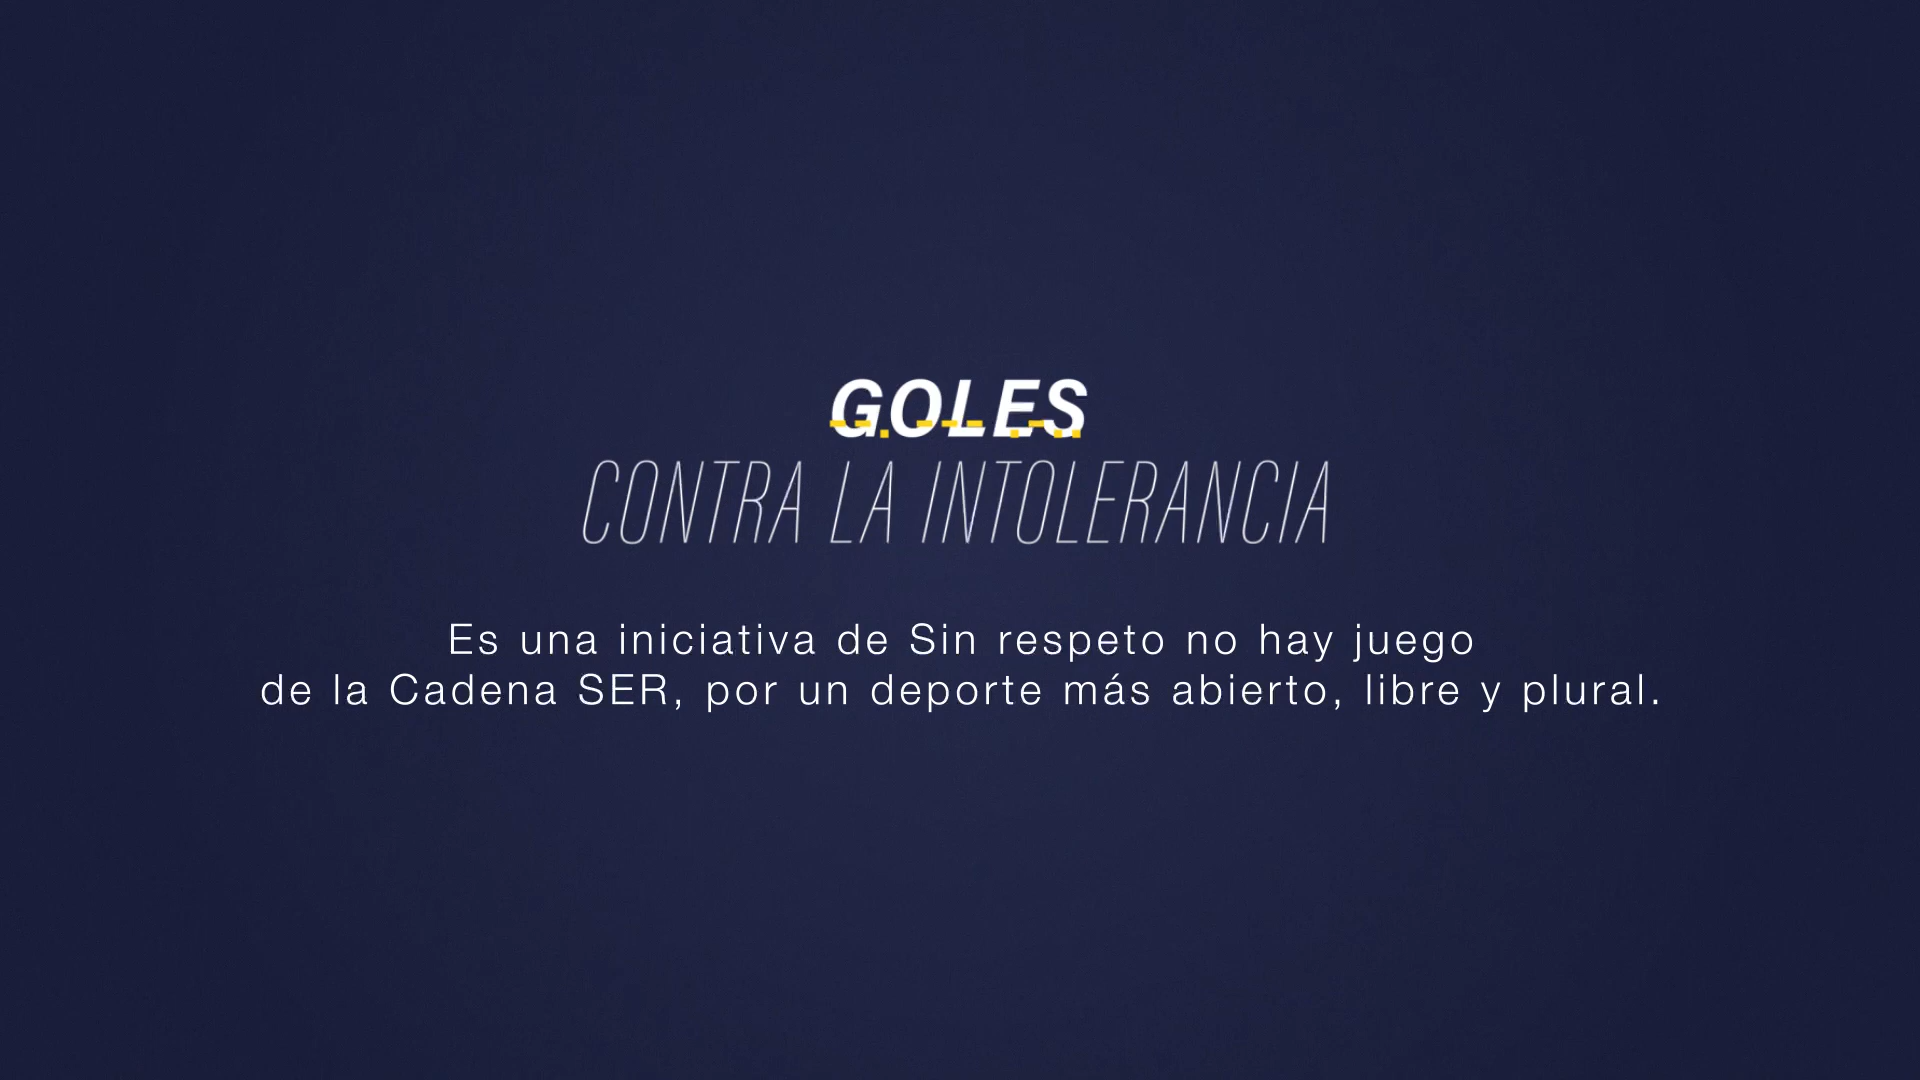 GOLES
CONTRA LA INTOLERANCIA
Es una iniciativa de Sin respeto no hay juego
de la Cadena SER, por un deporte más abierto, libre y plural.